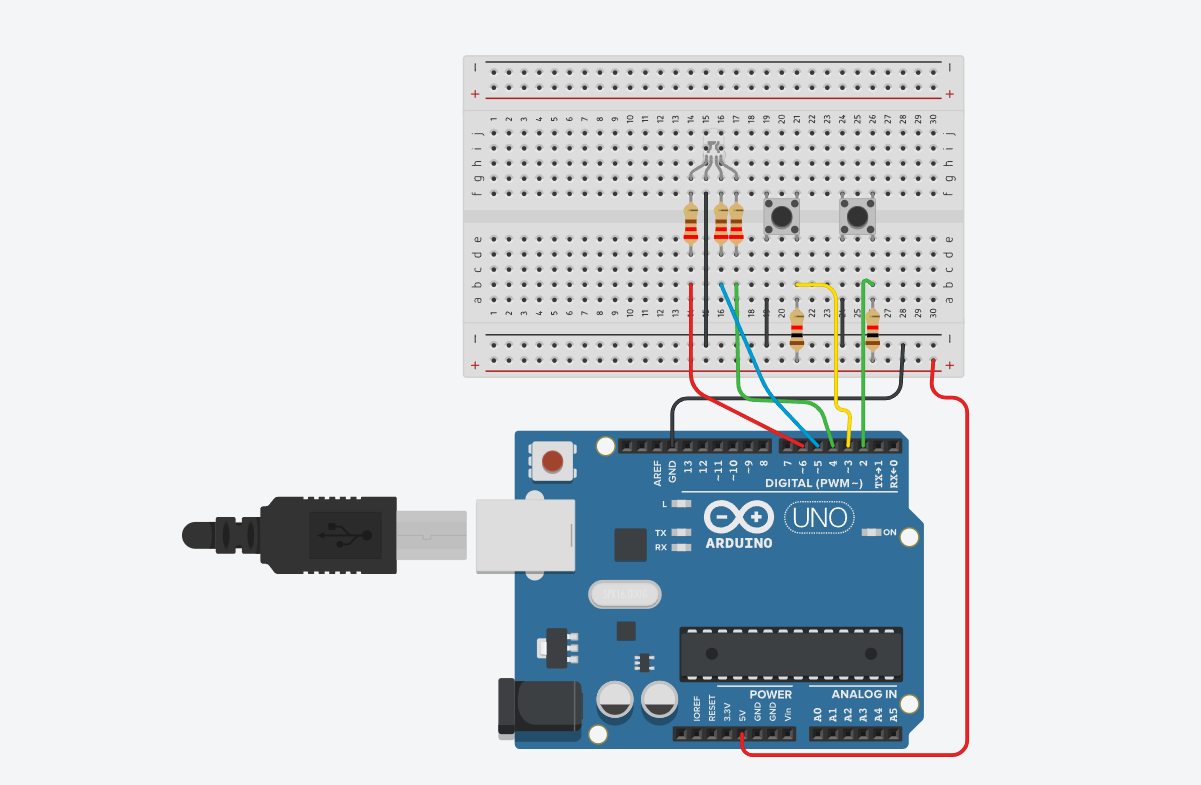 − −
+ +
1 2 3 4 5 6 7 8 9 10 11 12 13 14 15 16 17 18 19 20 21 22 23 24 25 26 27 28 29 30
j j
i i
h h
g g
f f
e e
d d
c c
b b
a a
1 2 3 4 5 6 7 8 9 10 11 12 13 14 15 16 17 18 19 20 21 22 23 24 25 26 27 28 29 30
− −
+ +
AREF GND 13 12 ~11 ~10 ~9 8 7 ~6 ~5 4 ~3 2 TX→1 RX←0
DIGITAL (PWM~)
L
TX
RX
ARDUINO
UNO
ON
POWER ANALOG IN
IOREF RESET 3.3V 5V GND GND Vin A0 A1 A2 A3 A4 A5